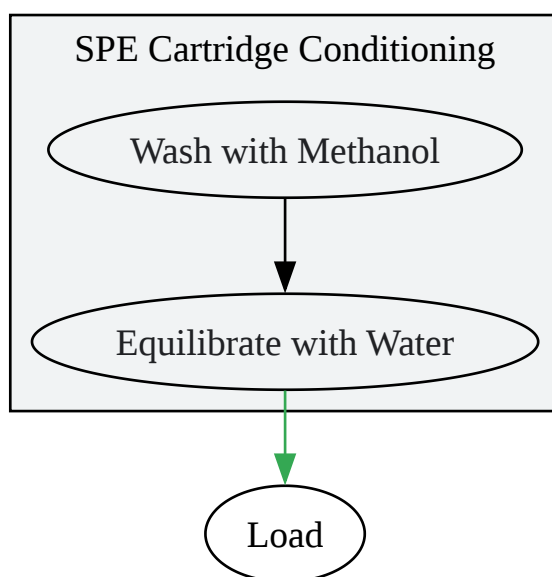 SPE Cartridge Conditioning
Wash with Methanol
Equilibrate with Water
Load